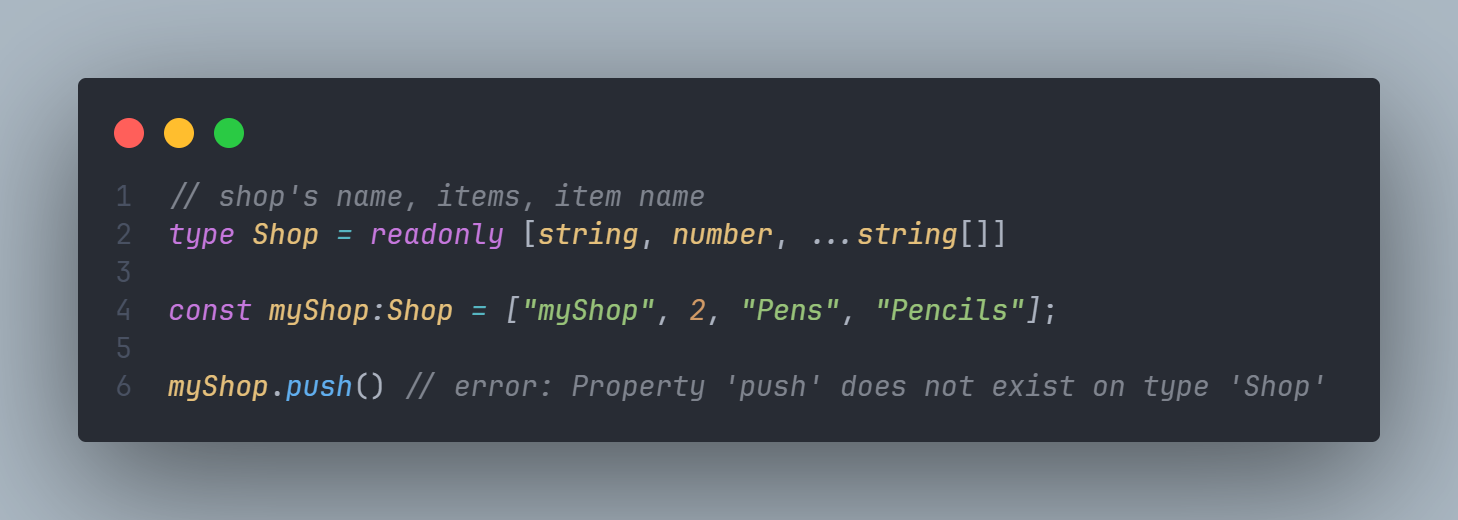 1 // shop's name, items, item name
2 type Shop = readonly [string, number, ...string[]]
3
4 const myShop:Shop = ["myShop", 2, "Pens", "Pencils"];
5
6 myShop.push() // error: Property 'push' does not exist on type 'Shop'